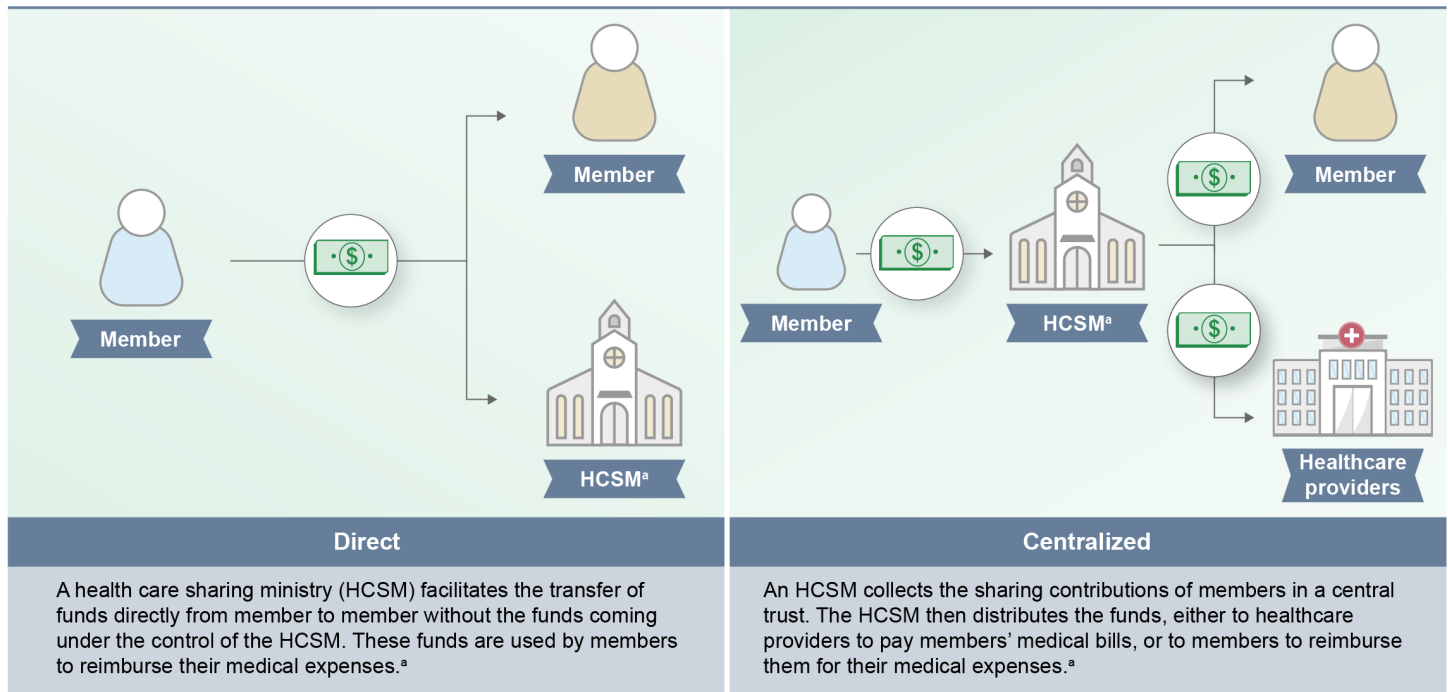 Member
Member
HCSMᵃ
Direct
A health care sharing ministry (HCSM) facilitates the transfer of
funds directly from member to member without the funds coming
under the control of the HCSM. These funds are used by members
to reimburse their medical expenses.ᵃ
Member
HCSMᵃ
Member
Healthcare
providers
Centralized
An HCSM collects the sharing contributions of members in a central
trust. The HCSM then distributes the funds, either to healthcare
providers to pay members’ medical bills, or to members to reimburse
them for their medical expenses.ᵃ
$
$
$
$